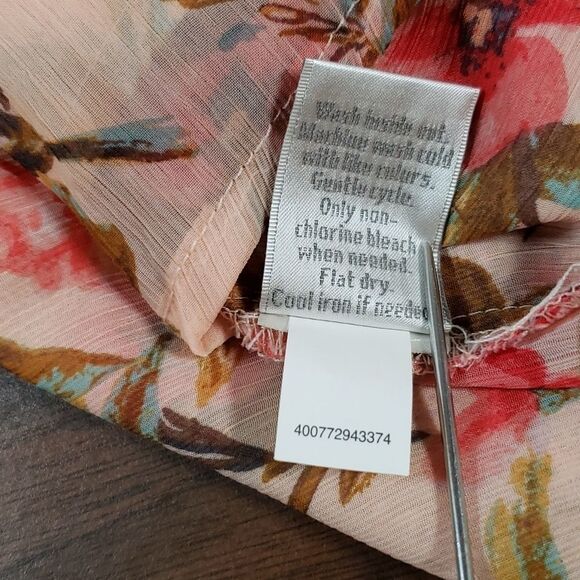 Wash inside out.
Machine wash cold
with like colors.
Gentle cycle.
Only non-
chlorine bleach
when needed.
Flat dry.
Cool iron if needed
400772943374